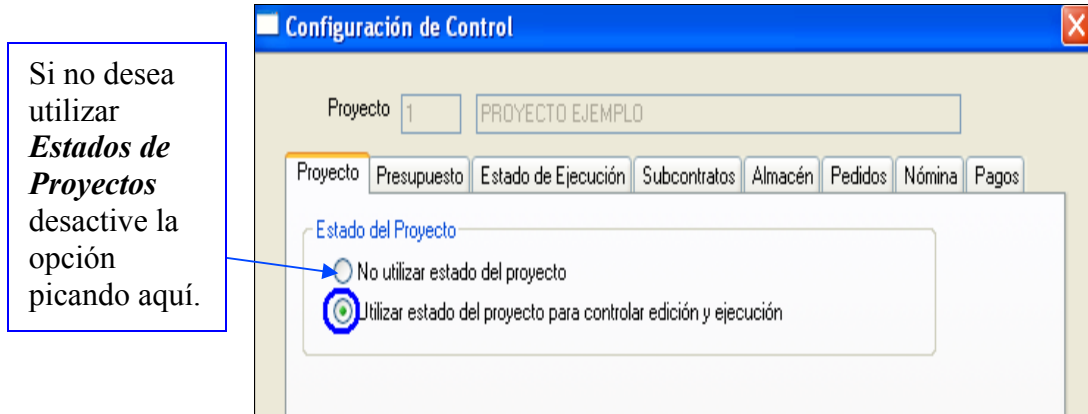 Si no desea
utilizar
Estados de
Proyectos
desactive la
opción
picando aquí.
Configuración de Control
Proyecto 1 PROYECTO EJEMPLO
Proyecto Presupuesto Estado de Ejecución Subcontratos Almacén Pedidos Nómina Pagos
Estado del Proyecto
No utilizar estado del proyecto
Utilizar estado del proyecto para controlar edición y ejecución